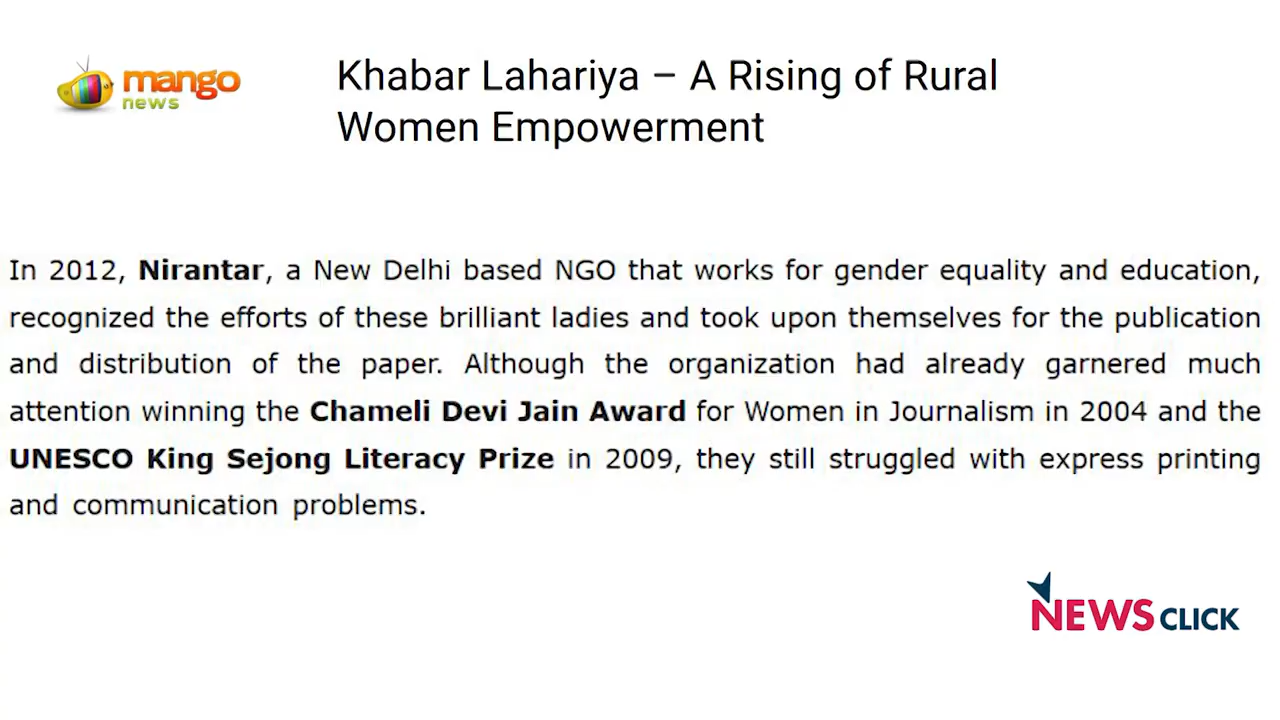 mango
news
Khabar Lahariya – A Rising of Rural
Women Empowerment
In 2012, Nirantar, a New Delhi based NGO that works for gender equality and education,
recognized the efforts of these brilliant ladies and took upon themselves for the publication
and distribution of the paper. Although the organization had already garnered much
attention winning the Chameli Devi Jain Award for Women in Journalism in 2004 and the
UNESCO King Sejong Literacy Prize in 2009, they still struggled with express printing
and communication problems.
NEWSCLICK